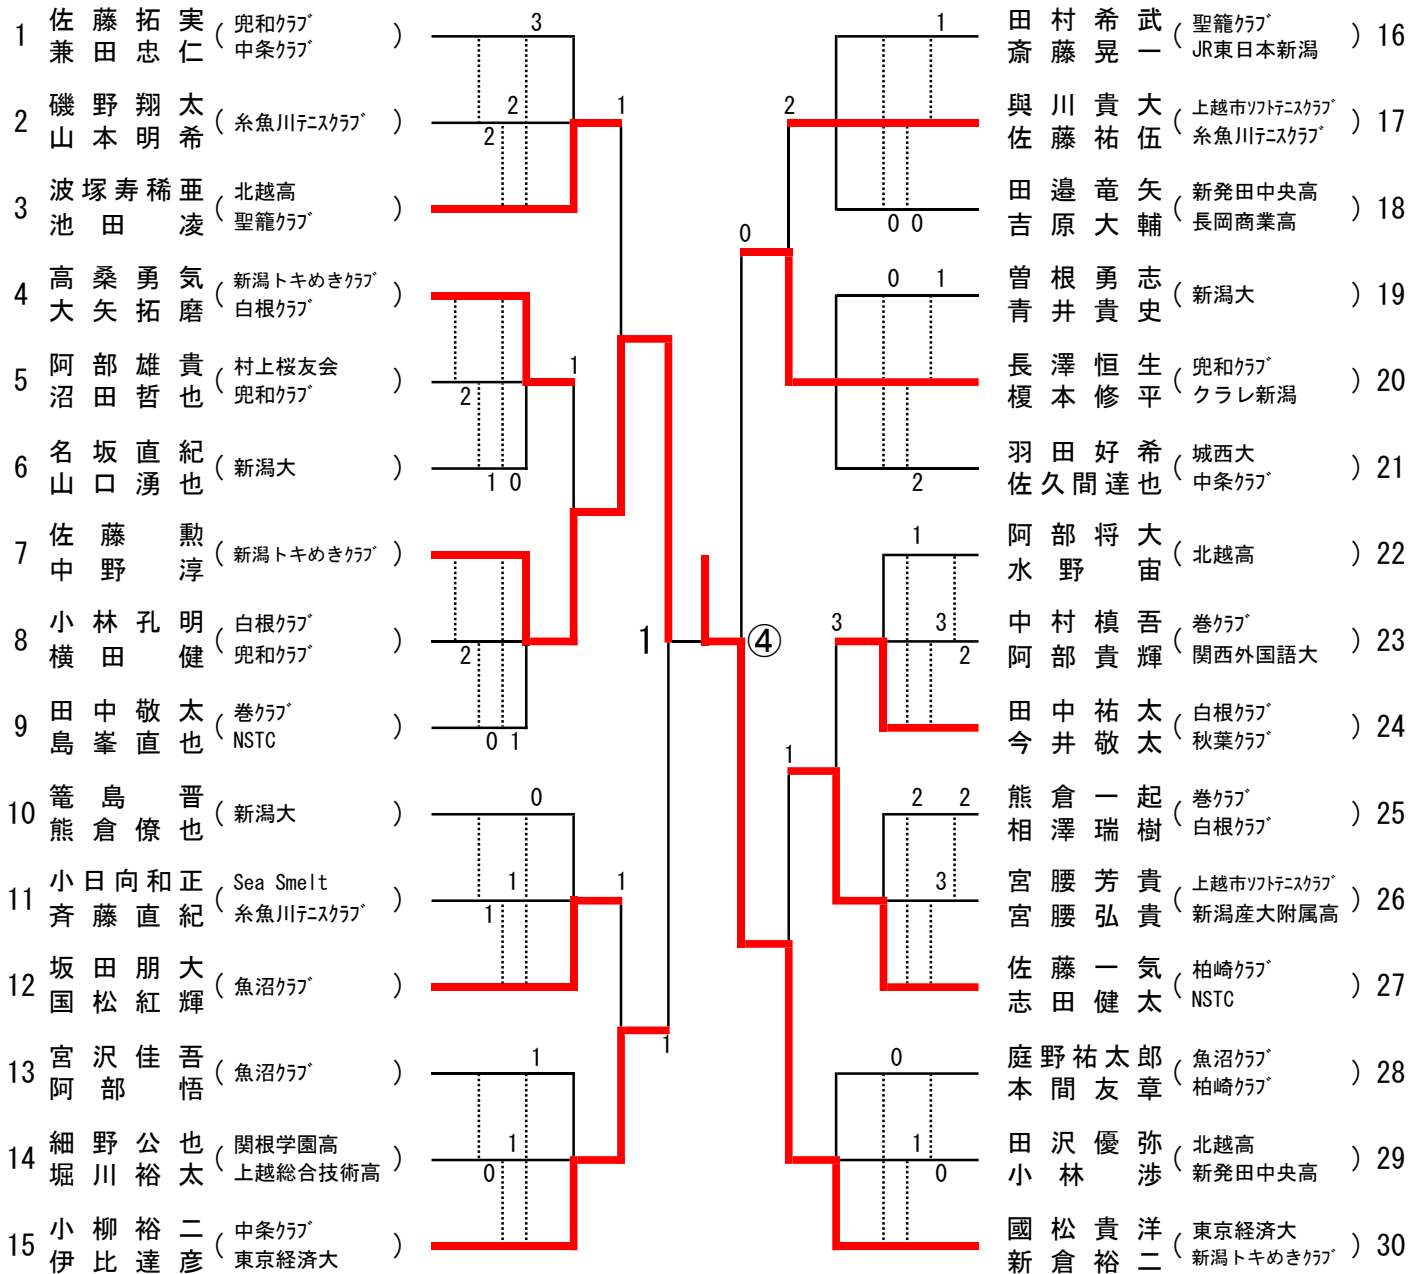 1 佐藤拓実 ( 兜和ｸﾗﾌﾞ )
兼田忠仁 中条ｸﾗﾌﾞ
2 磯野翔太 ( 糸魚川ﾃﾆｽｸﾗﾌﾞ )
山本明希
3 波塚寿稀亜 ( 北越高 )
池田凌 聖籠ｸﾗﾌﾞ
4 高桑勇気 ( 新潟トキめきｸﾗﾌﾞ )
大矢拓磨 白根ｸﾗﾌﾞ
5 阿部雄貴 ( 村上桜友会 )
沼田哲也 兜和ｸﾗﾌﾞ
6 名坂直紀 ( 新潟大 )
山口湧也
7 佐藤勲 ( 新潟トキめきｸﾗﾌﾞ )
中野淳
8 小林孔明 ( 白根ｸﾗﾌﾞ )
横田健 兜和ｸﾗﾌﾞ
9 田中敬太 ( 巻ｸﾗﾌﾞ )
島峯直也 NSTC
10 篭島晋 ( 新潟大 )
熊倉僚也
11 小日向和正 ( Sea Smelt )
斉藤直紀 糸魚川ﾃﾆｽｸﾗﾌﾞ
12 坂田朋大 ( 魚沼ｸﾗﾌﾞ )
国松紅輝
13 宮沢佳吾 ( 魚沼ｸﾗﾌﾞ )
阿部悟
14 細野公也 ( 関根学園高 )
堀川裕太 上越総合技術高
15 小柳裕二 ( 中条ｸﾗﾌﾞ )
伊比達彦 東京経済大
3
2
2
1
1
2
1 0
2
0 1
0
1
1
1
1
1
1
0
1 ④
0
2
1
0 0
0 1
2
1
3
3
2
1
2 2
3
0
1
0
田村希武 ( 聖籠ｸﾗﾌﾞ ) 16
斎藤晃一 JR東日本新潟
與川貴大 ( 上越市ｿﾌﾄﾃﾆｽｸﾗﾌﾞ ) 17
佐藤祐伍 糸魚川ﾃﾆｽｸﾗﾌﾞ
田邉竜矢 ( 新発田中央高 ) 18
吉原大輔 長岡商業高
曽根勇志 ( 新潟大 ) 19
青井貴史
長澤恒生 ( 兜和ｸﾗﾌﾞ ) 20
榎本修平 クラレ新潟
羽田好希 ( 城西大 ) 21
佐久間達也 中条ｸﾗﾌﾞ
阿部将大 ( 北越高 ) 22
水野宙
中村槙吾 ( 巻ｸﾗﾌﾞ ) 23
阿部貴輝 関西外国語大
田中祐太 ( 白根ｸﾗﾌﾞ ) 24
今井敬太 秋葉ｸﾗﾌﾞ
熊倉一起 ( 巻ｸﾗﾌﾞ ) 25
相澤瑞樹 白根ｸﾗﾌﾞ
宮腰芳貴 ( 上越市ｿﾌﾄﾃﾆｽｸﾗﾌﾞ ) 26
宮腰弘貴 新潟産大附属高
佐藤一気 ( 柏崎ｸﾗﾌﾞ ) 27
志田健太 NSTC
庭野祐太郎 ( 魚沼ｸﾗﾌﾞ ) 28
本間友章 柏崎ｸﾗﾌﾞ
田沢優弥 ( 北越高 ) 29
小林渉 新発田中央高
國松貴洋 ( 東京経済大 ) 30
新倉裕二 新潟トキめきｸﾗﾌﾞ